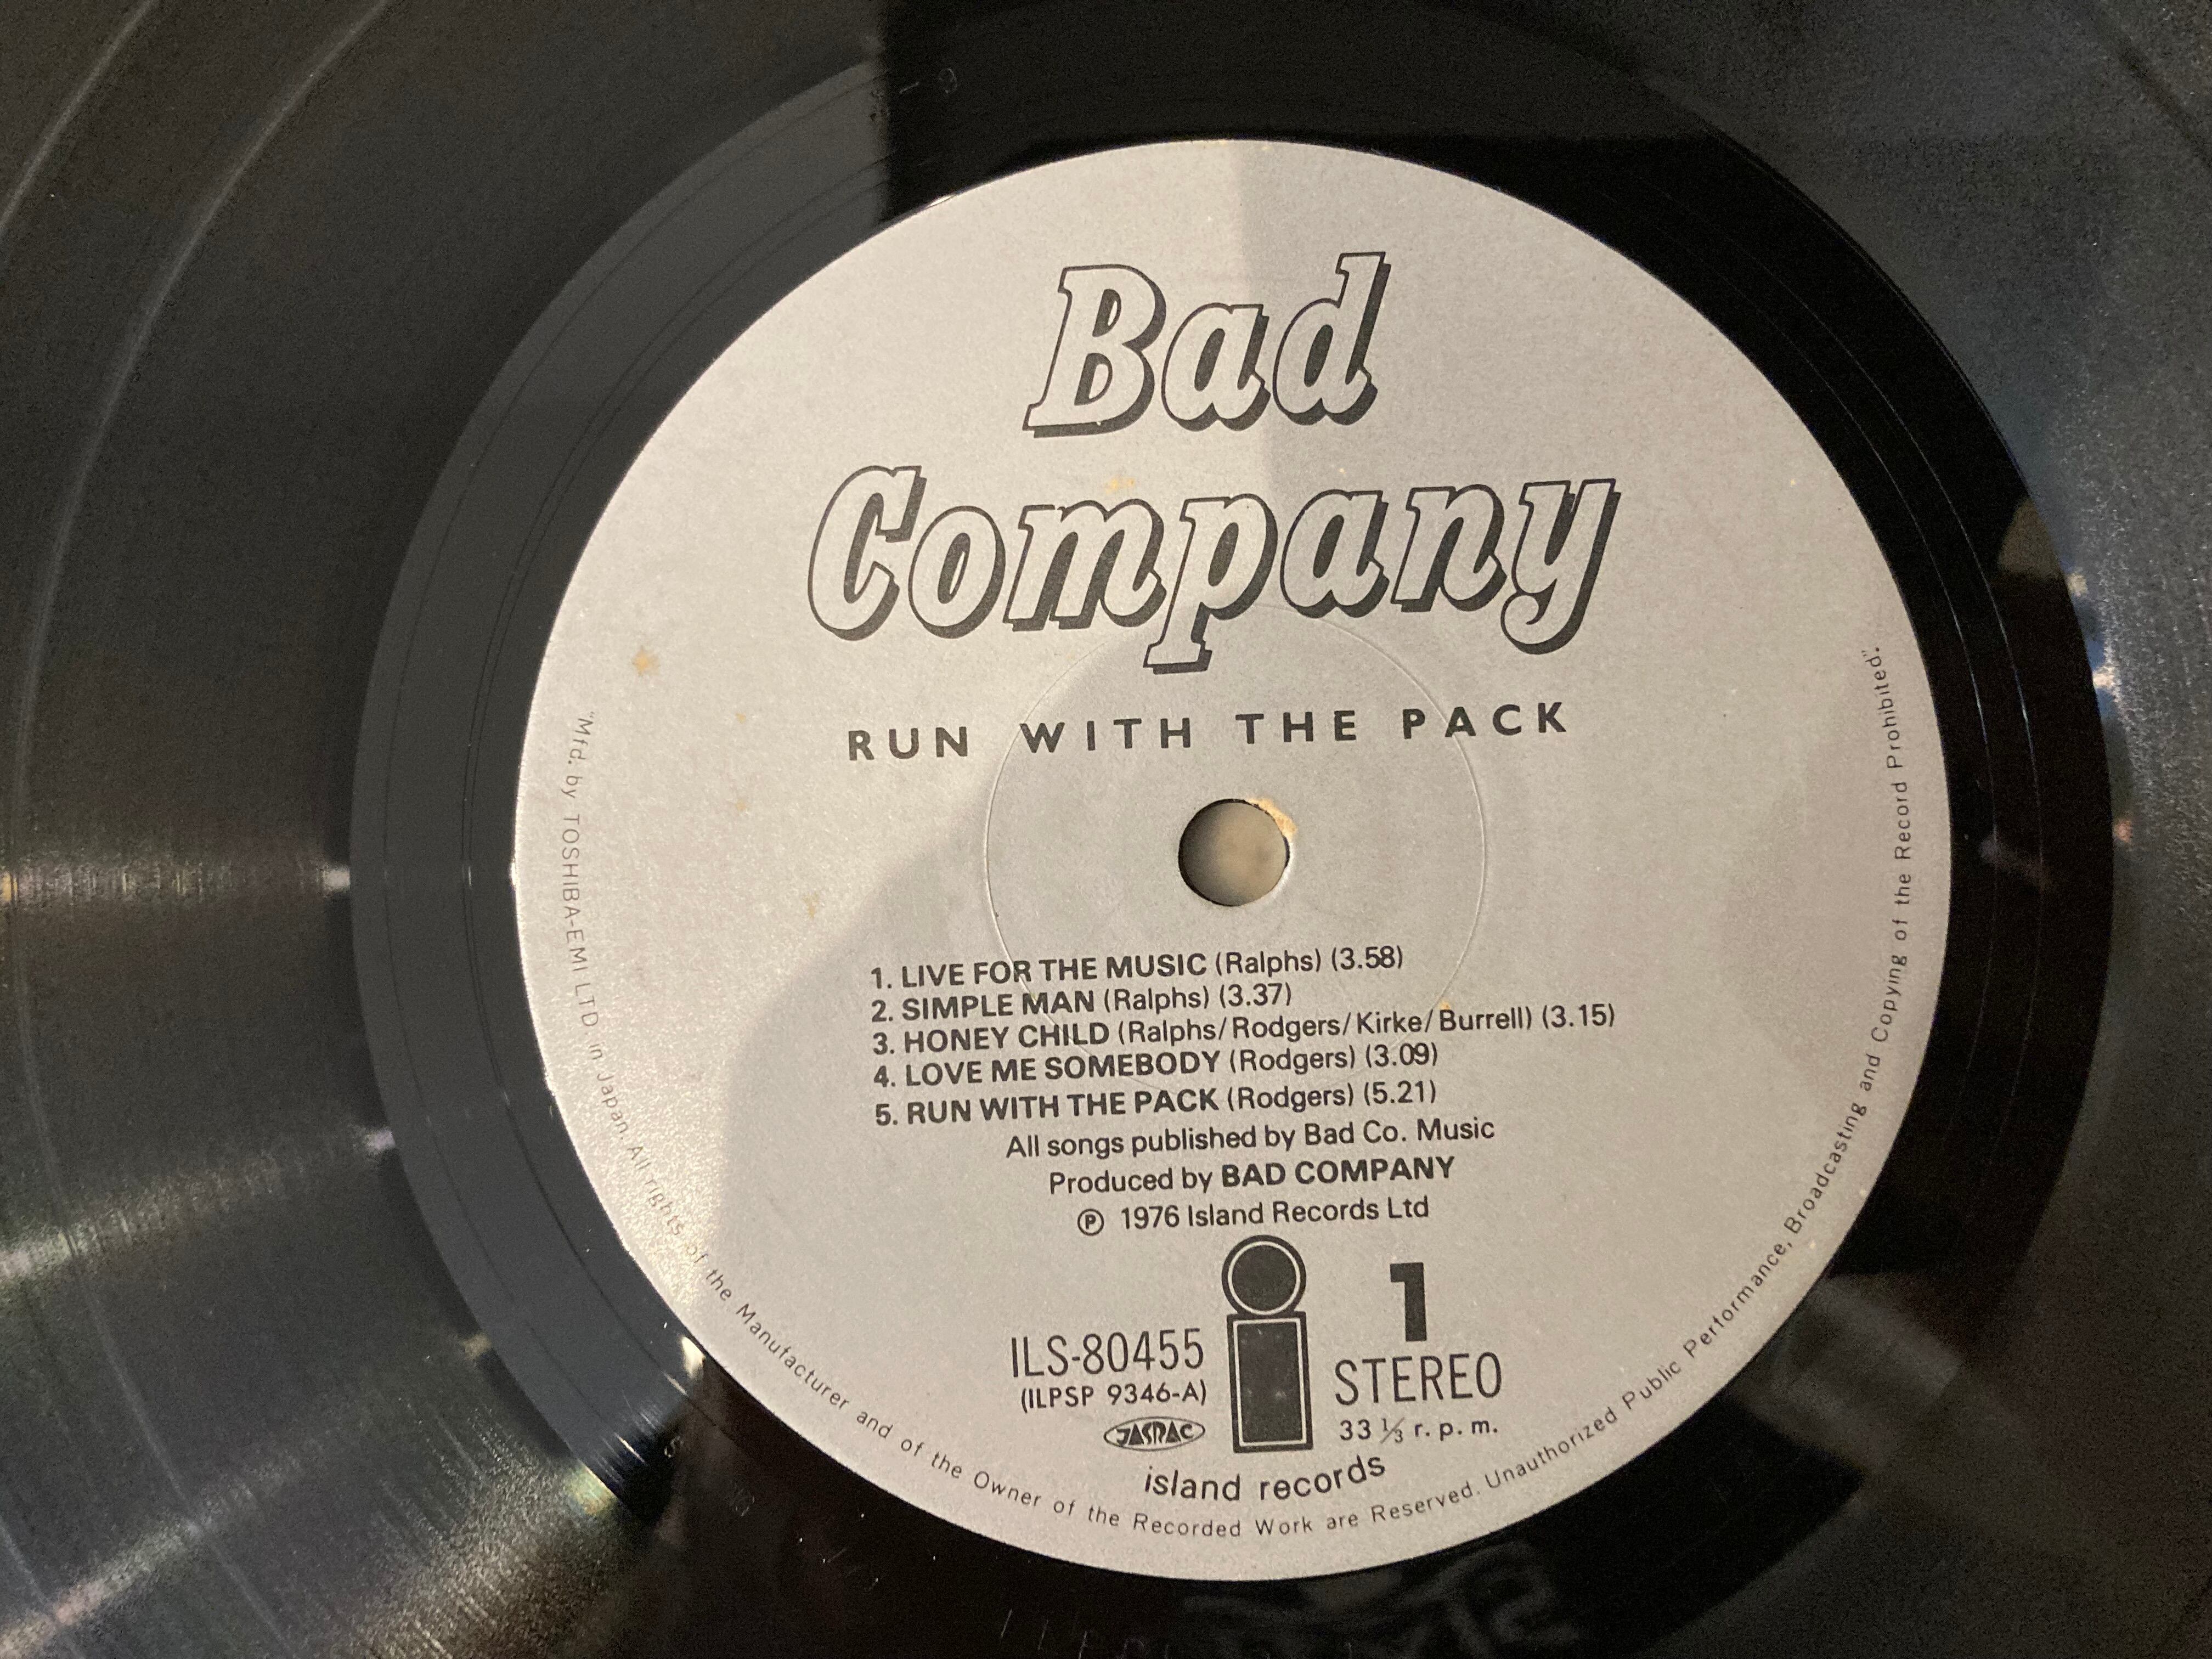 Bad
Company
RUN WITH THE PACK
1. LIVE FOR THE MUSIC (Ralphs) (3.58)
2. SIMPLE MAN (Ralphs) (3.37)
3. HONEY CHILD (Ralphs/Rodgers/Kirke/Burrell) (3.15)
4. LOVE ME SOMEBODY (Rodgers) (3.09)
5. RUN WITH THE PACK (Rodgers) (5.21)
All songs published by Bad Co. Music
Produced by BAD COMPANY
Ⓟ 1976 Island Records Ltd
ILS-80455
(ILPSP 9346-A)
JASRAC
1
STEREO
33 ⅓ r. p. m.
island records
"Mfd. by TOSHIBA-EMI LTD in Japan. All rights of the Manufacturer and of the Owner of the Recorded Work are Reserved. Unauthorized Public Performance, Broadcasting and Copying of the Record Prohibited".